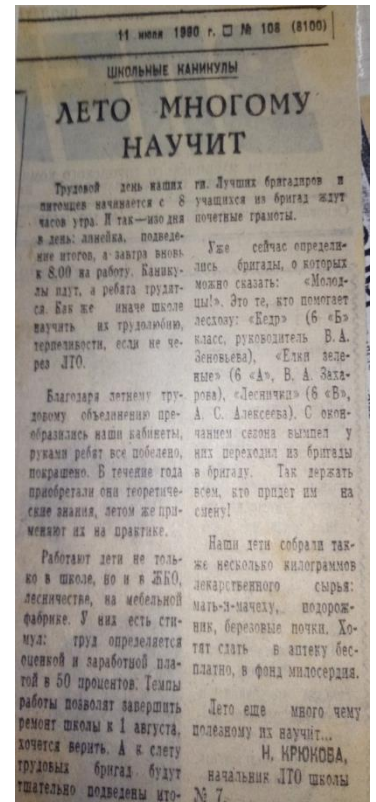 11 июля 1990 г. □ № 108 (8100)
ШКОЛЬНЫЕ КАНИКУЛЫ
ЛЕТО МНОГОМУ
НАУЧИТ
Трудовой день наших
питомцев начинается с 8
часов утра. И так—изо дня
в день: линейка, подведе-
ние итогов, а завтра вновь
к 8.00 на работу. Канику-
лы идут, а ребята трудят-
ся. Как же иначе школе
научить их трудолюбию,
терпеливости, если не че-
рез ЛТО.
Благодаря летнему тру-
довому объединению пре-
образились наши кабинеты,
руками ребят все побелено,
покрашено. В течение года
приобретали они теоретиче-
ские знания, летом же при-
меняют их на практике.
Работают дети не толь-
ко в школе, но и в ЖКО,
лесничестве, на мебельной
фабрике. У них есть сти-
мул: труд определяется
оценкой и заработной пла-
той в 50 процентов. Темпы
работы позволят завершить
ремонт школы к 1 августа,
хочется верить. А к слету
трудовых бригад будут
тщательно подведены ито-
ги. Лучших бригадиров и
учащихся из бригад ждут
почетные грамоты.
Уже сейчас определи-
лись бригады, о которых
можно сказать: «Молод-
цы!». Это те, кто помогает
лесхозу: «Кедр» (6 «Б»
класс, руководитель В. А.
Зеновьева), «Елки зеле-
ные» (6 «А», В. А. Заха-
рова), «Леснички» (6 «В»,
А. С. Алексеева). С окон-
чанием сезона вымпел у
них переходил из бригады
в бригаду. Так держать
всем, кто придет им на
смену!
Наши дети собрали так-
же несколько килограммов
лекарственного сырья:
мать-и-мачеху, подорож-
ник, березовые почки. Хо-
тят сдать в аптеку бес-
платно, в фонд милосердия.
Лето еще много чему
полезному их научит...
Н. КРЮКОВА,
начальник ЛТО школы
№ 7.